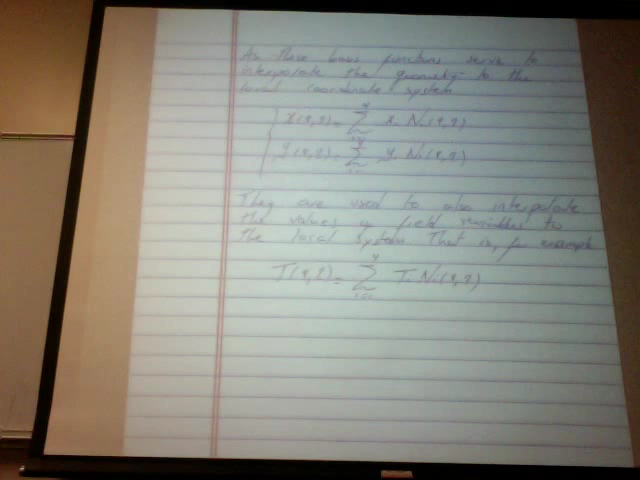 As these basis functions serve to
interpolate the geometry to the
local coordinate system
x(ξ,η) = Σ xᵢ Nᵢ(ξ,η)
y(ξ,η) = Σ yᵢ Nᵢ(ξ,η)
They are used to also interpolate
the values of field variables to
the local system. That is, for example
T(ξ,η) = Σ Tᵢ Nᵢ(ξ,η)